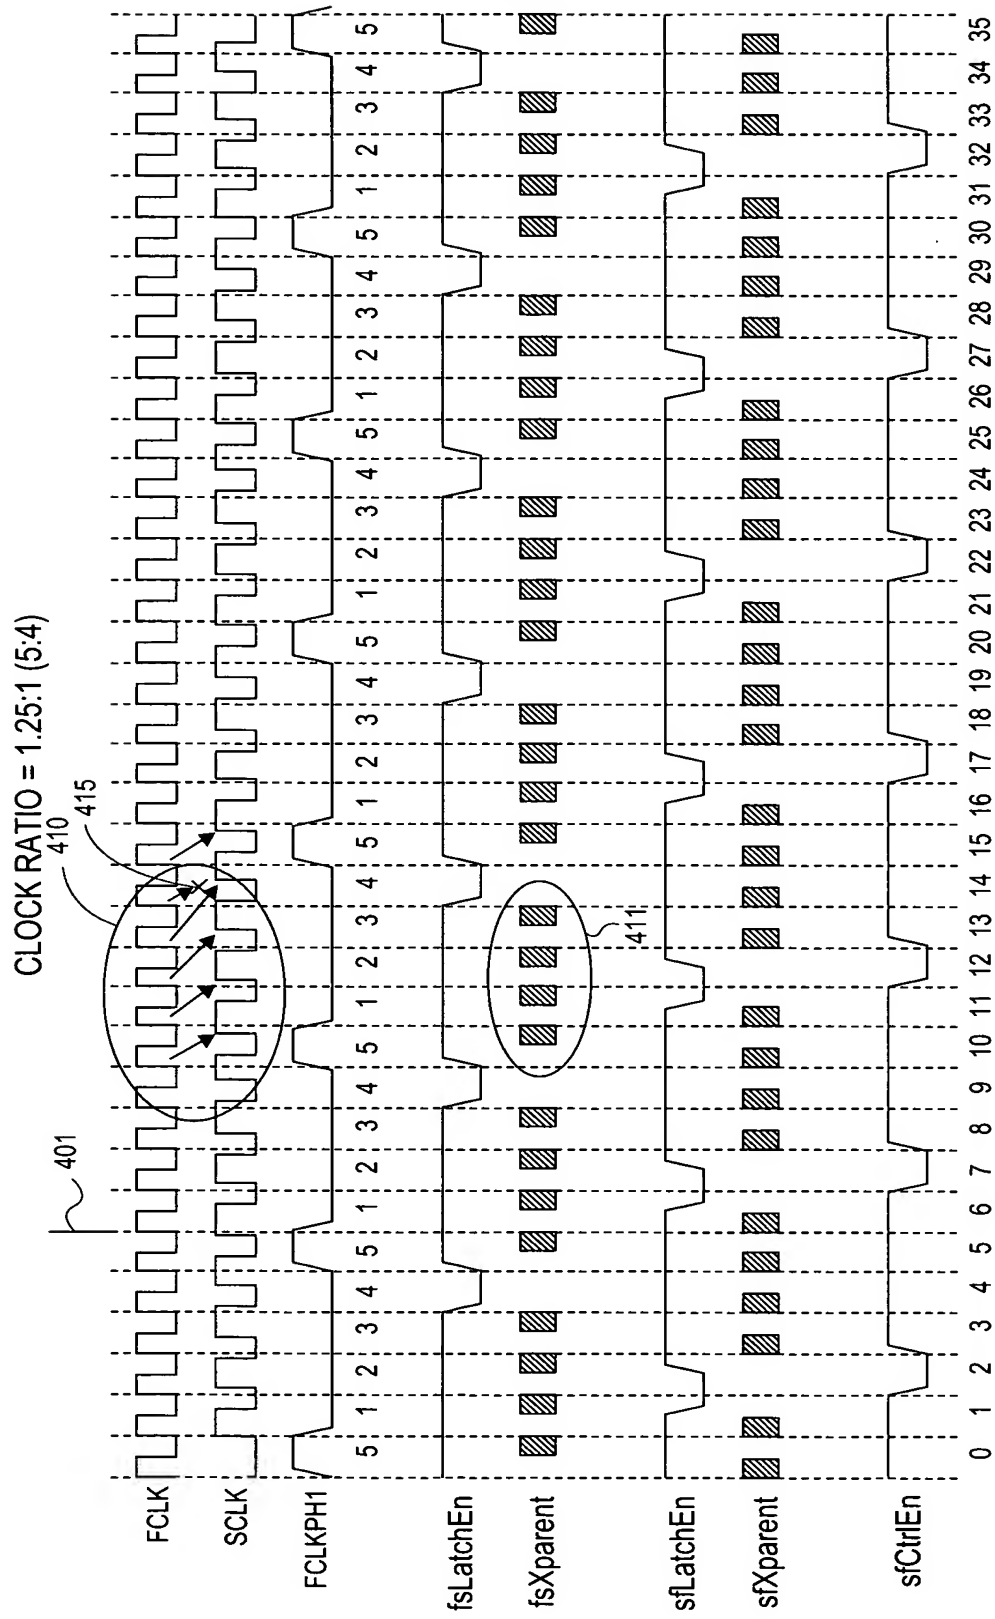 CLOCK RATIO = 1.25:1 (5:4)
410
415
401
FCLK
SCLK
FCLKPH1
5 1 2 3 4 5 1 2 3 4 5 1 2 3 4 5 1 2 3 4 5 1 2 3 4 5 1 2 3 4 5 1 2 3 4 5
fsLatchEn
fsXparent
411
sfLatchEn
sfXparent
sfCtrlEn
0 1 2 3 4 5 6 7 8 9 10 11 12 13 14 15 16 17 18 19 20 21 22 23 24 25 26 27 28 29 30 31 32 33 34 35